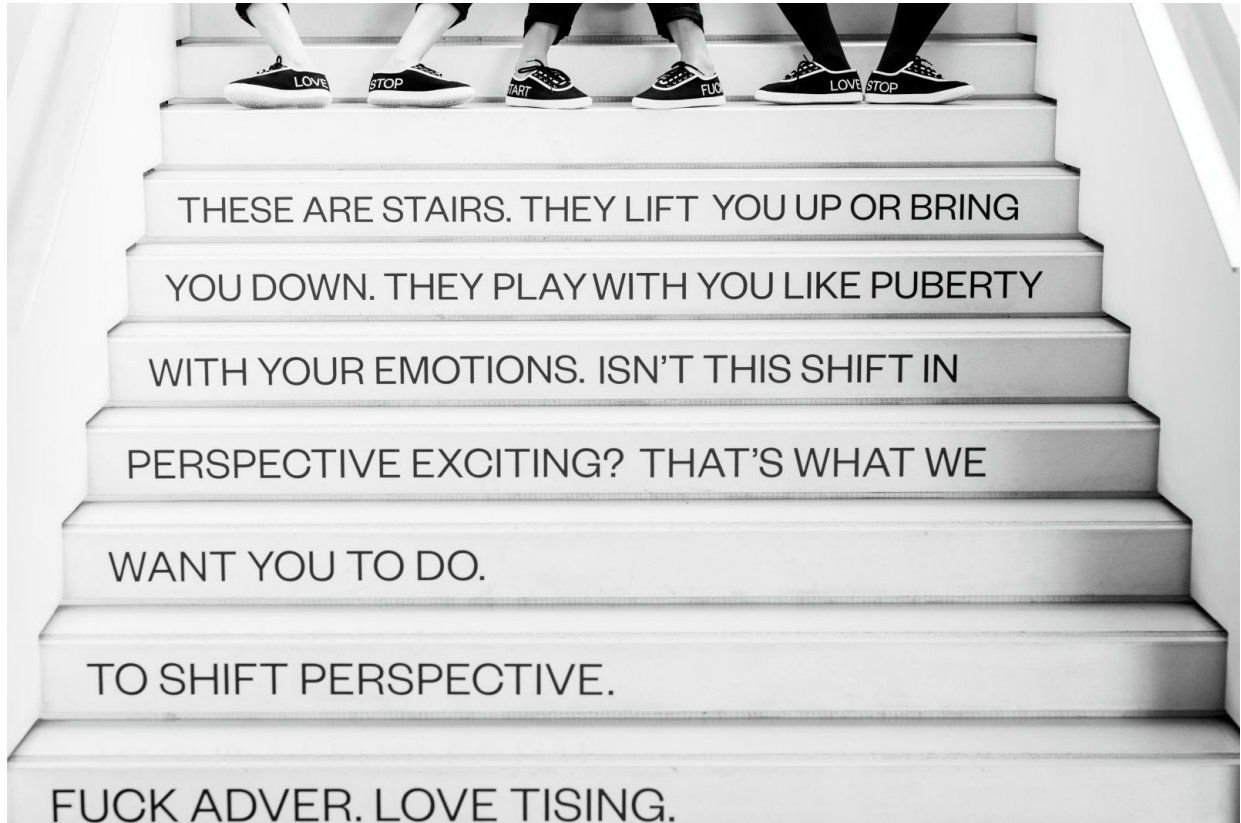 LOVE STOP START FUC LOVE STOP
THESE ARE STAIRS. THEY LIFT YOU UP OR BRING
YOU DOWN. THEY PLAY WITH YOU LIKE PUBERTY
WITH YOUR EMOTIONS. ISN'T THIS SHIFT IN
PERSPECTIVE EXCITING? THAT'S WHAT WE
WANT YOU TO DO.
TO SHIFT PERSPECTIVE.
FUCK ADVER. LOVE TISING.